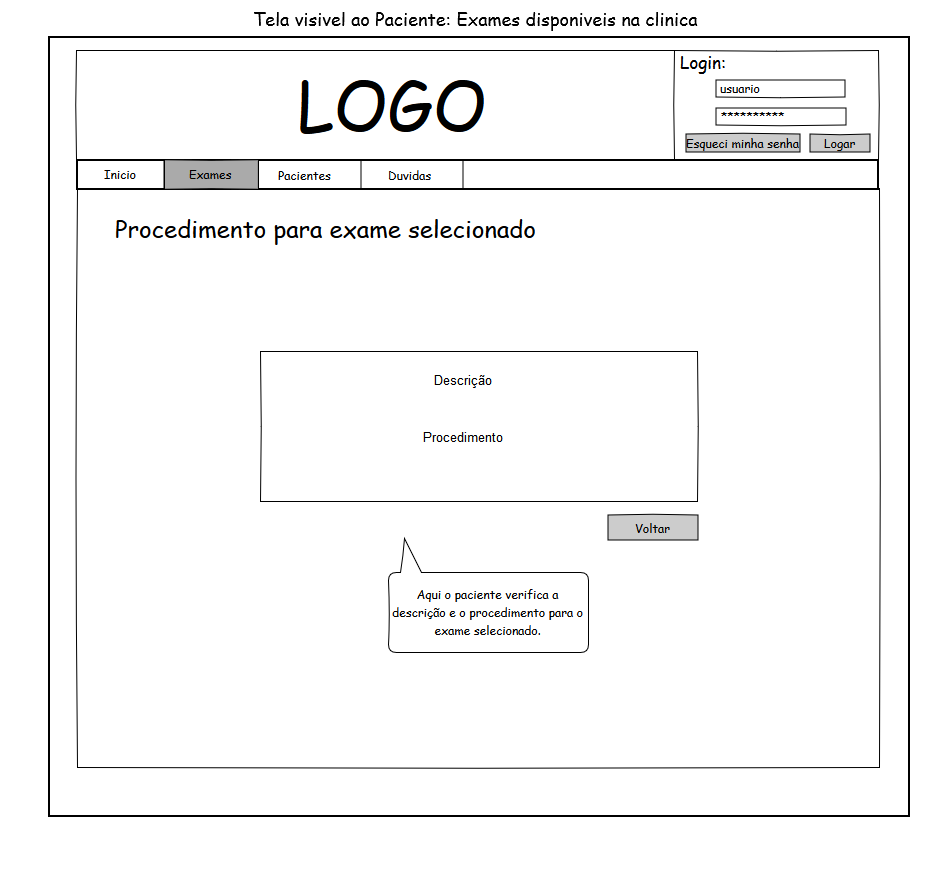 Tela visivel ao Paciente: Exames disponiveis na clinica
LOGO
Login:
usuario
**********
Esqueci minha senha
Logar
Inicio
Exames
Pacientes
Duvidas
Procedimento para exame selecionado
Descrição
Procedimento
Voltar
Aqui o paciente verifica a
descrição e o procedimento para o
exame selecionado.